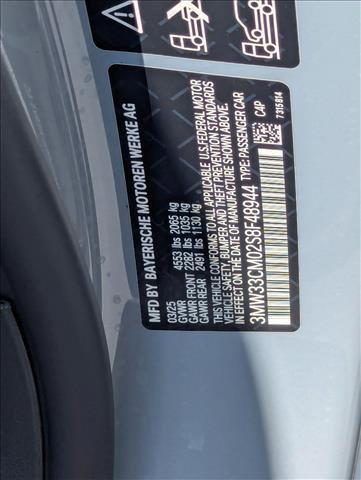 MFD BY BAYERISCHE MOTOREN WERKE AG
03/25
GVWR 4553 lbs 2065 kg
GAWR FRONT 2282 lbs 1035 kg
GAWR REAR 2491 lbs 1130 kg
THIS VEHICLE CONFORMS TO ALL APPLICABLE U.S. FEDERAL MOTOR
VEHICLE SAFETY, BUMPER AND THEFT PREVENTION STANDARDS
IN EFFECT ON THE DATE OF MANUFACTURE SHOWN ABOVE.
3MW33CM02S8F48944 TYPE: PASSENGER CAR
C4P
7315814